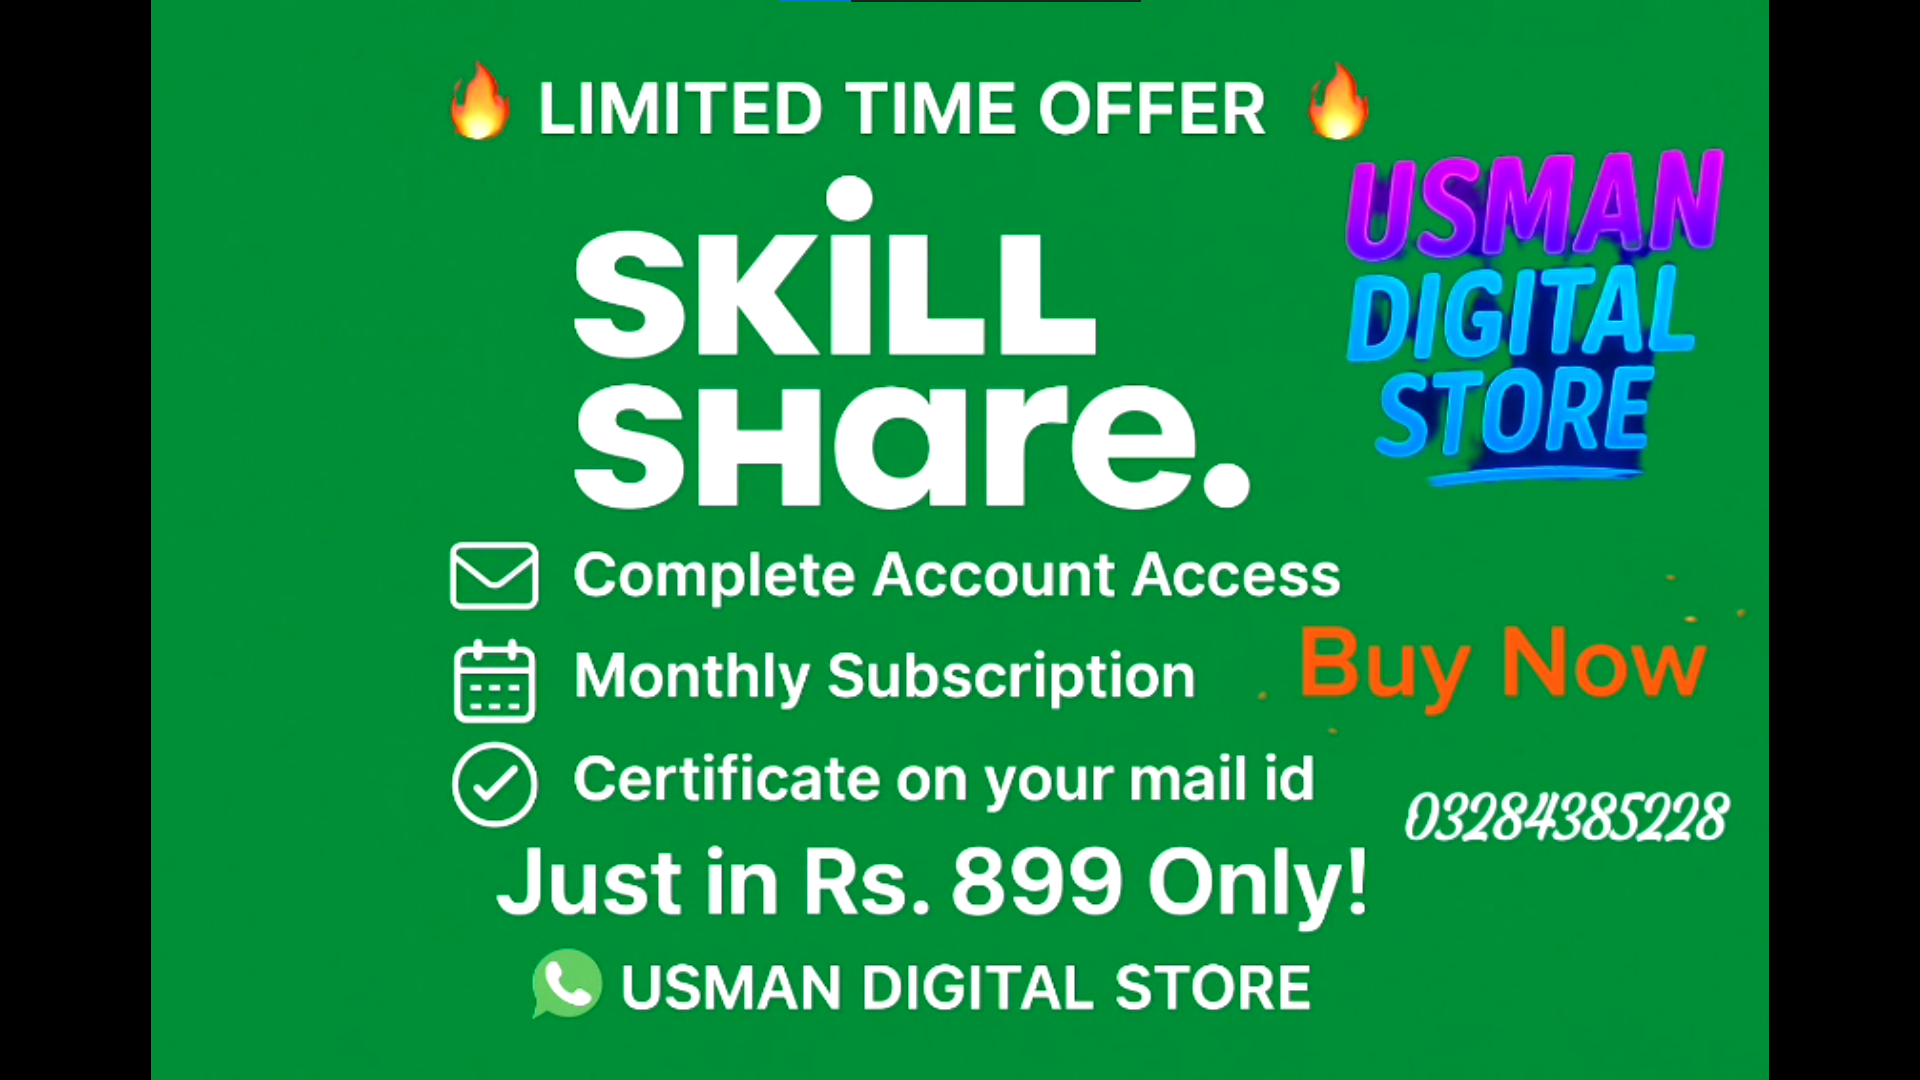 🔥 LIMITED TIME OFFER 🔥
SKiLL
SHare.
USMAN
DIGITAL
STORE
Complete Account Access
Monthly Subscription
Certificate on your mail id
Buy Now
03284385228
Just in Rs. 899 Only!
USMAN DIGITAL STORE